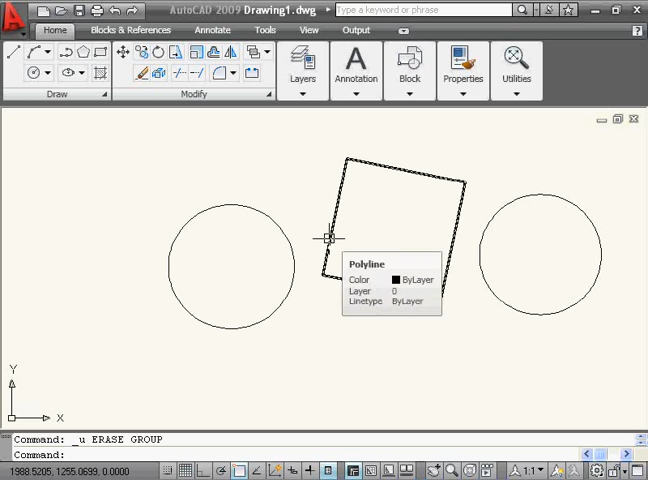 AutoCAD 2009 Drawing1.dwg
Type a keyword or phrase
Home Blocks & References Annotate Tools View Output
Layers
Annotation
Block
Properties
Utilities
Draw
Modify
Polyline
Color ByLayer
Layer 0
Linetype ByLayer
Y
X
Command: _u ERASE GROUP
Command:
1988.5205, 1255.0699, 0.0000
1:1